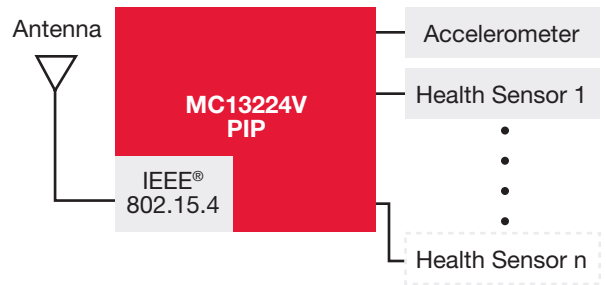 Antenna
MC13224V
PIP
IEEE®
802.15.4
Accelerometer
Health Sensor 1
Health Sensor n